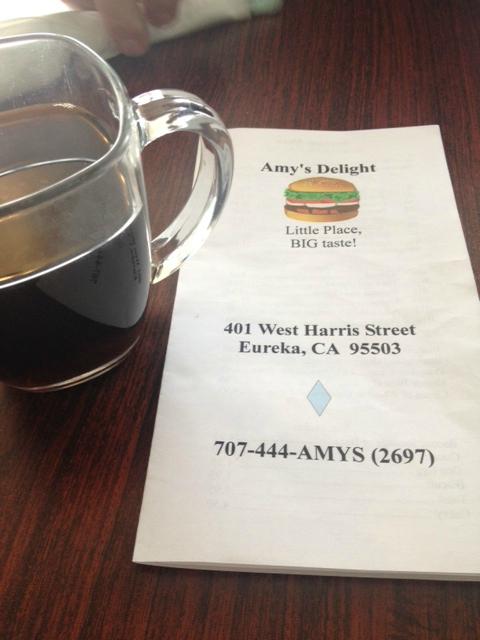 Amy's Delight
Little Place,
BIG taste!
401 West Harris Street
Eureka, CA 95503
707-444-AMYS (2697)